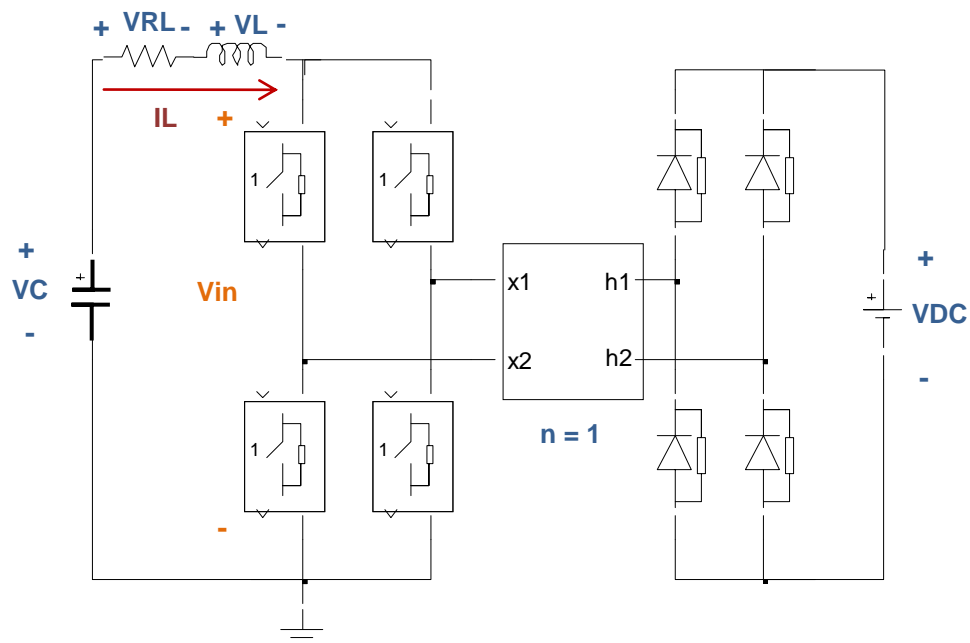 + VRL - + VL -
IL +
1 1
+
VC
-
Vin
x1 h1
x2 h2
n = 1
+
+
VDC
-
1 1
-
+